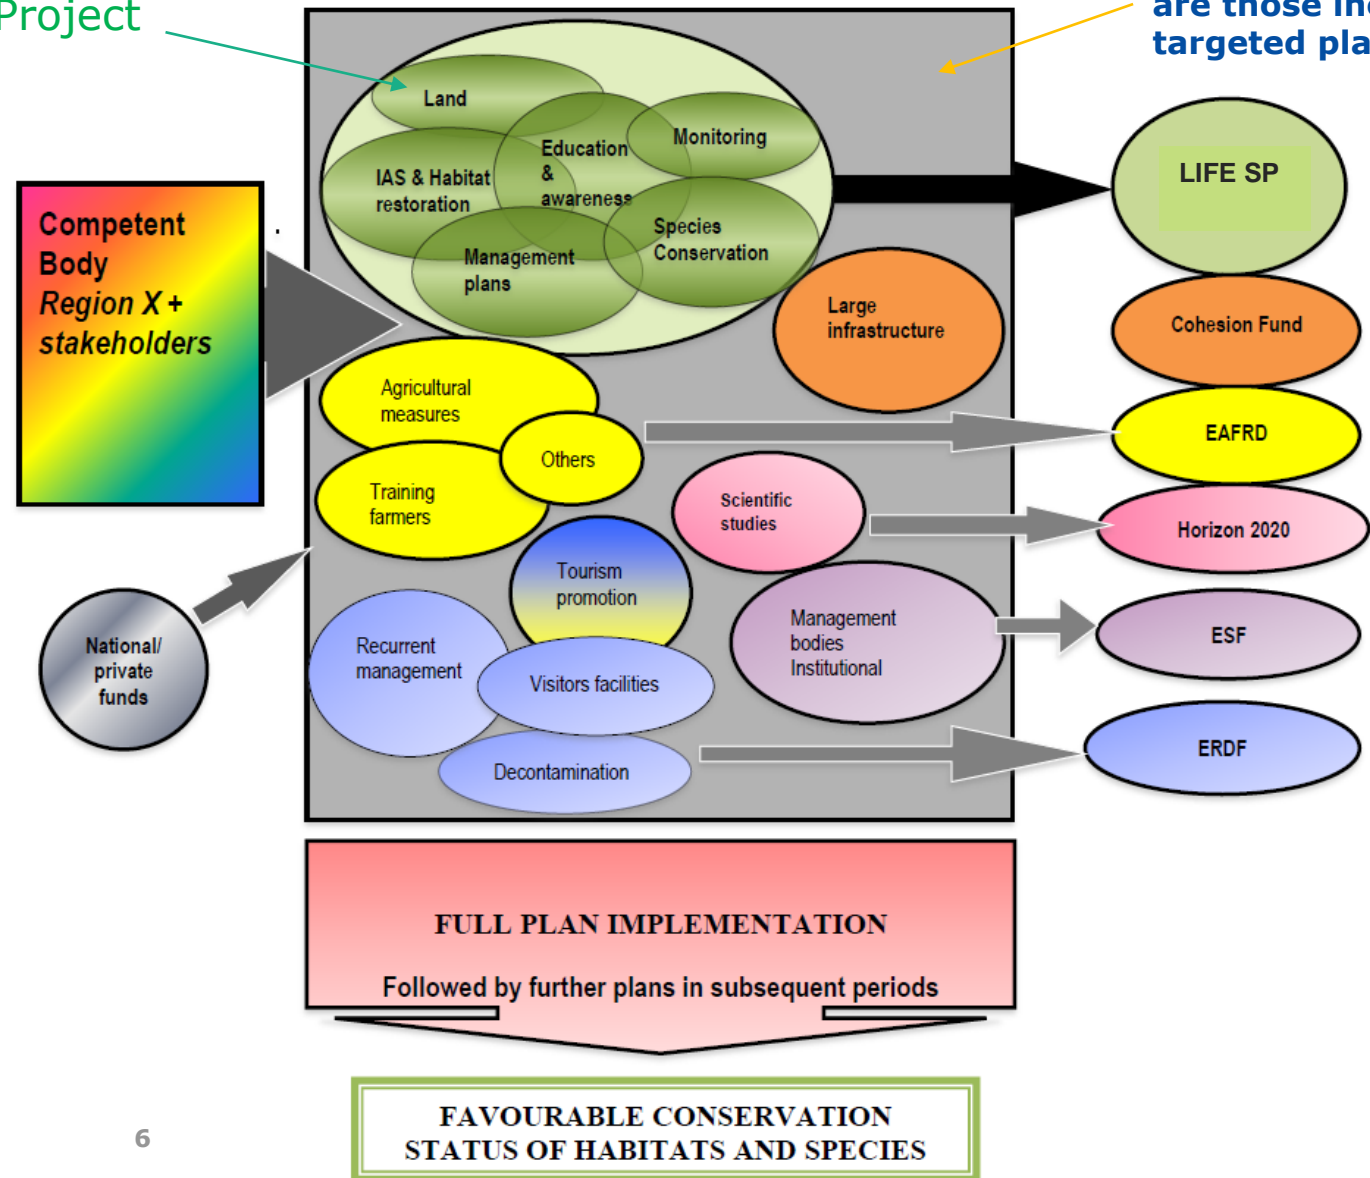 Project
are those inc
targeted pla
Land
Monitoring
Education
&
awareness
IAS & Habitat
restoration
Species
Conservation
Management
plans
LIFE SP
Competent
Body
Region X +
stakeholders
.
Large
infrastructure
Cohesion Fund
Agricultural
measures
Others
EAFRD
Training
farmers
Scientific
studies
Horizon 2020
Tourism
promotion
Management
bodies
Institutional
ESF
National/
private
funds
Recurrent
management
Visitors facilities
Decontamination
ERDF
FULL PLAN IMPLEMENTATION
Followed by further plans in subsequent periods
FAVOURABLE CONSERVATION
STATUS OF HABITATS AND SPECIES
6